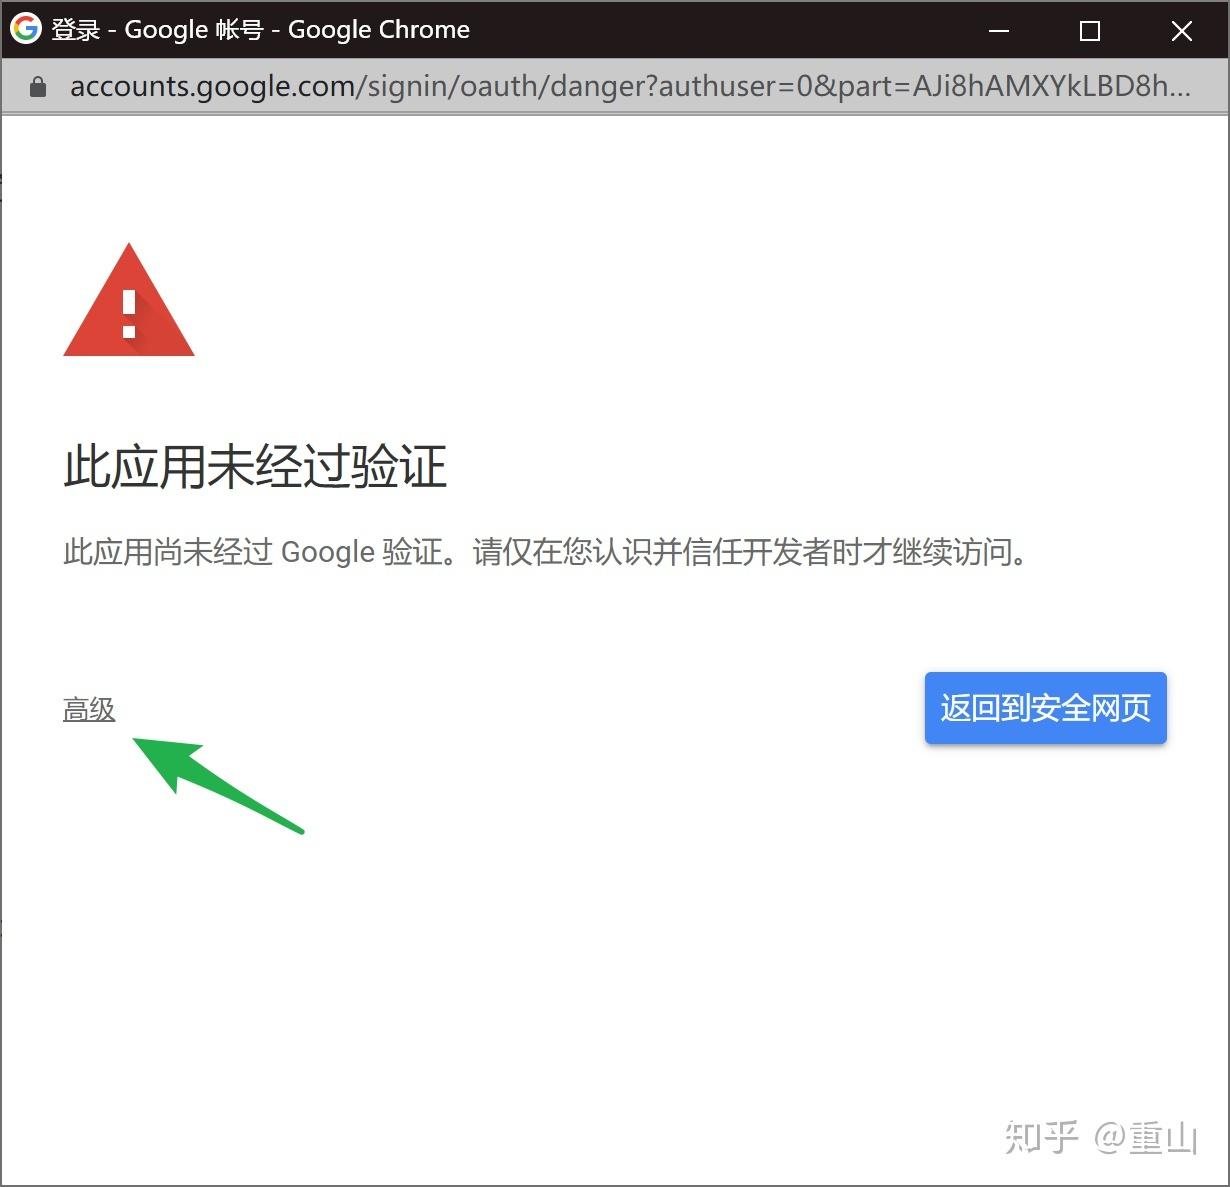 登录 - Google 帐号 - Google Chrome
accounts.google.com/signin/oauth/danger?authuser=0&part=AJi8hAMXYkLBD8h...
此应用未经过验证
此应用尚未经过 Google 验证。请仅在您认识并信任开发者时才继续访问。
高级
返回到安全网页
知乎 @重山